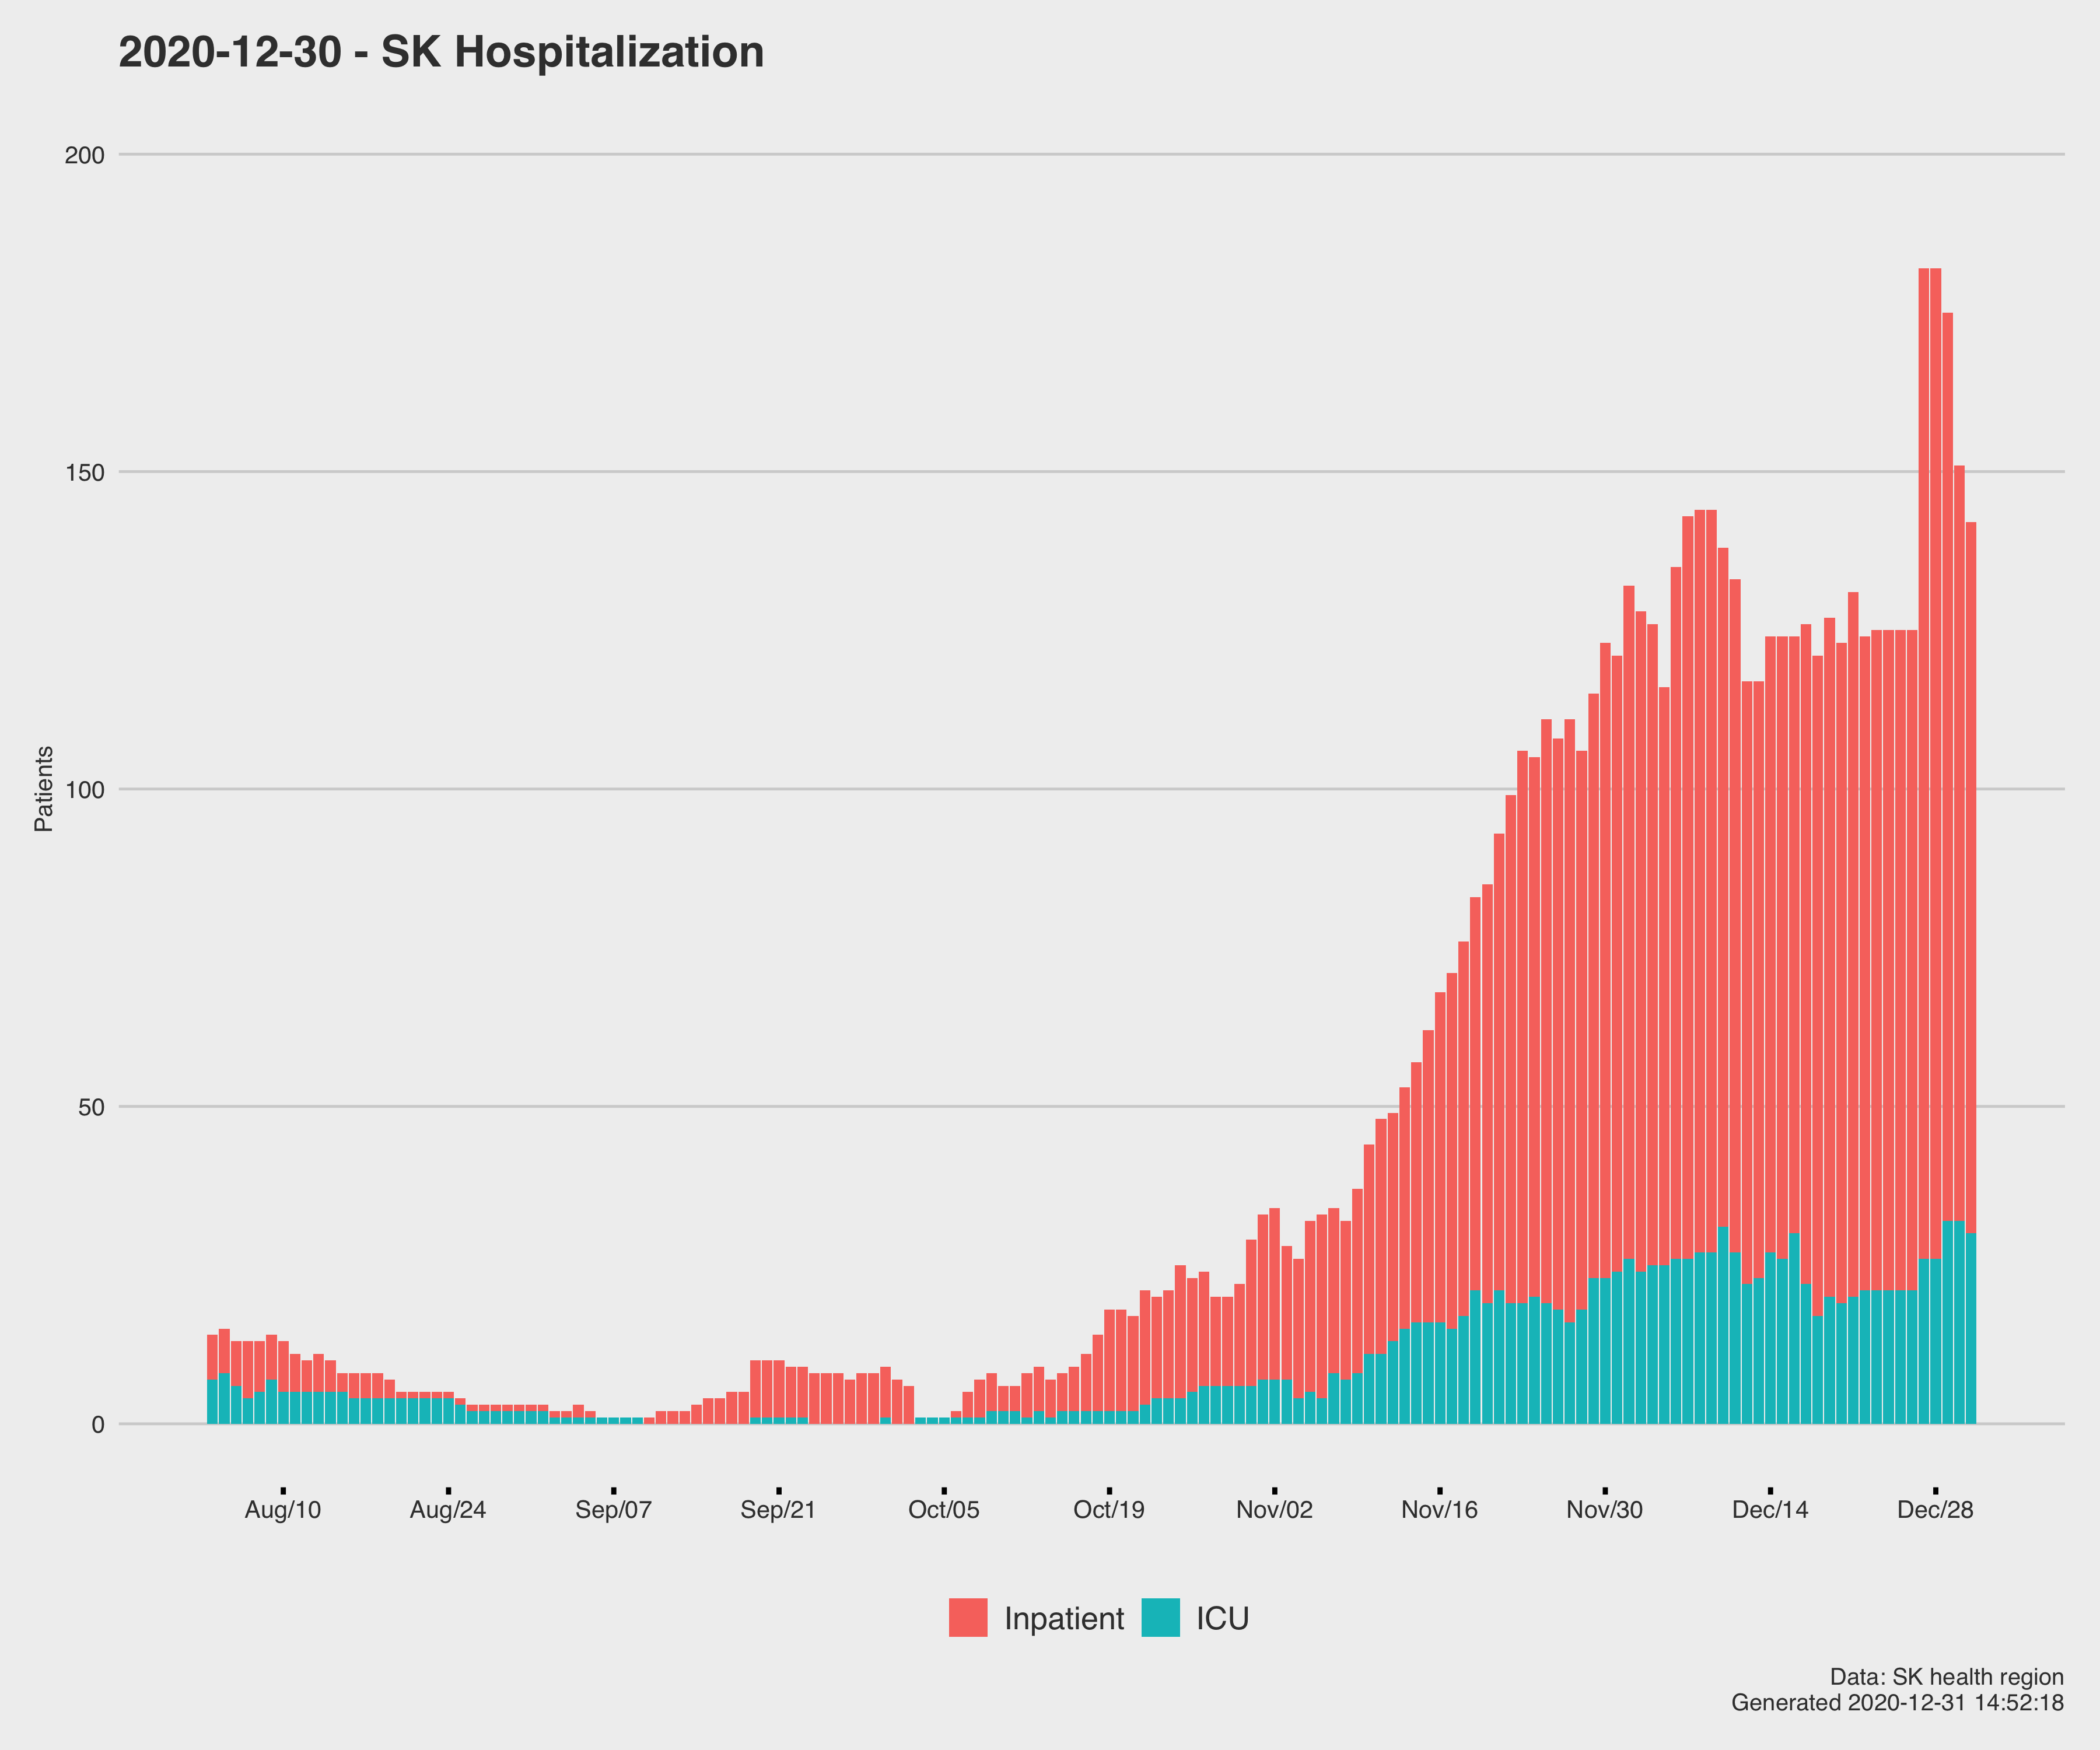 2020-12-30 - SK Hospitalization
200
150
100
50
0
Patients
Aug/10 Aug/24 Sep/07 Sep/21 Oct/05 Oct/19 Nov/02 Nov/16 Nov/30 Dec/14 Dec/28
Inpatient ICU
Data: SK health region
Generated 2020-12-31 14:52:18